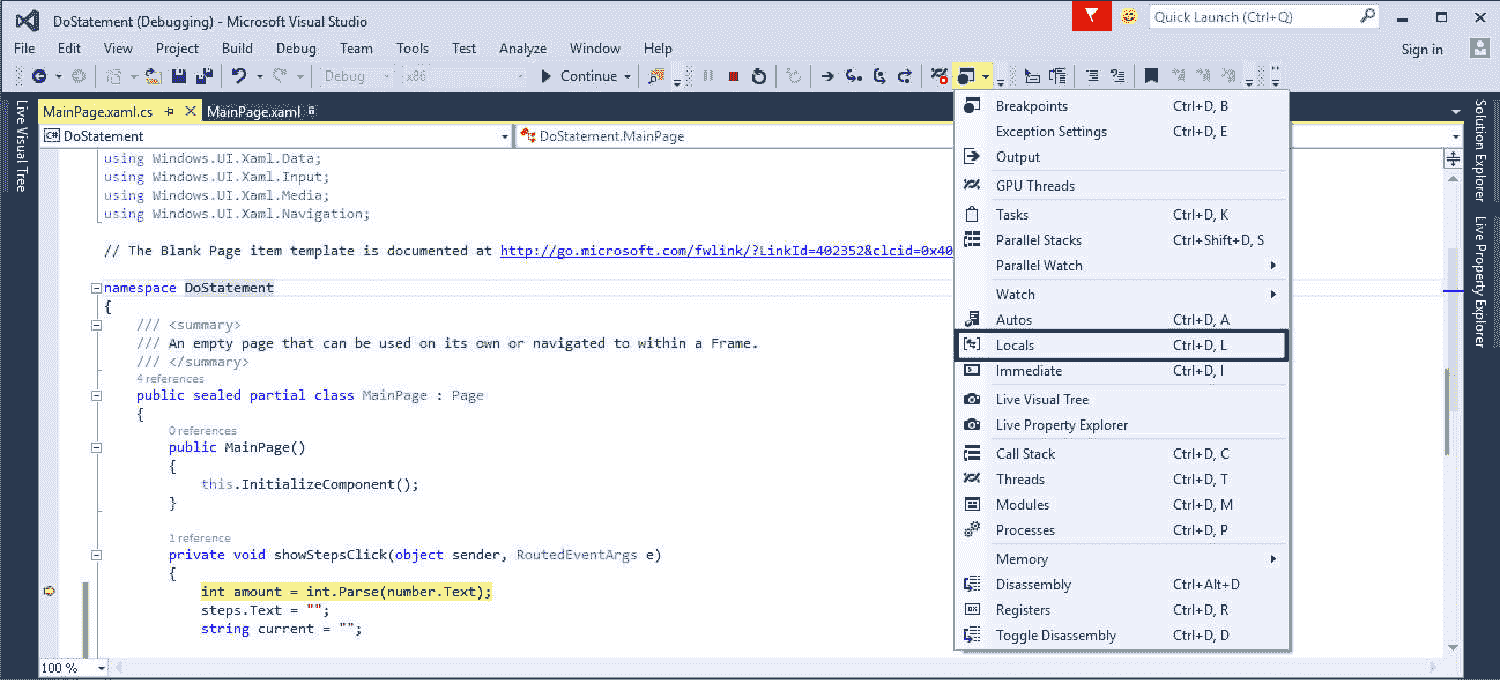 DoStatement (Debugging) - Microsoft Visual Studio
Quick Launch (Ctrl+Q)
File Edit View Project Build Debug Team Tools Test Analyze Window Help
Sign in
Debug x86 Continue
Live Visual Tree
MainPage.xaml.cs MainPage.xaml
DoStatement
DoStatement.MainPage
using Windows.UI.Xaml.Data;
using Windows.UI.Xaml.Input;
using Windows.UI.Xaml.Media;
using Windows.UI.Xaml.Navigation;
// The Blank Page item template is documented at http://go.microsoft.com/fwlink/?LinkId=402352&clcid=0x40
namespace DoStatement
{
/// <summary>
/// An empty page that can be used on its own or navigated to within a Frame.
/// </summary>
4 references
public sealed partial class MainPage : Page
{
0 references
public MainPage()
{
this.InitializeComponent();
}
1 reference
private void showStepsClick(object sender, RoutedEventArgs e)
{
int amount = int.Parse(number.Text);
steps.Text = "";
string current = "";
100 %
Breakpoints Ctrl+D, B
Exception Settings Ctrl+D, E
Output
GPU Threads
Tasks Ctrl+D, K
Parallel Stacks Ctrl+Shift+D, S
Parallel Watch
Watch
Autos Ctrl+D, A
Locals Ctrl+D, L
Immediate Ctrl+D, I
Live Visual Tree
Live Property Explorer
Call Stack Ctrl+D, C
Threads Ctrl+D, T
Modules Ctrl+D, M
Processes Ctrl+D, P
Memory
Disassembly Ctrl+Alt+D
Registers Ctrl+D, R
Toggle Disassembly Ctrl+D, D
Solution Explorer
Live Property Explorer